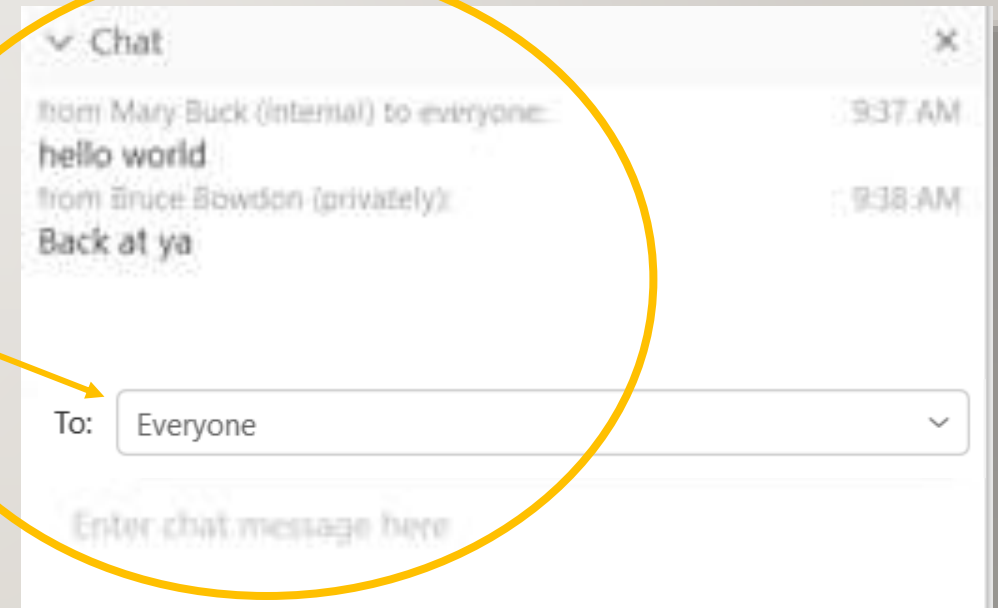 Chat
from Mary Buck (internal) to everyone: 9:37 AM
hello world
from Bruce Bowdon (privately): 9:38 AM
Back at ya
To: Everyone
Enter chat message here